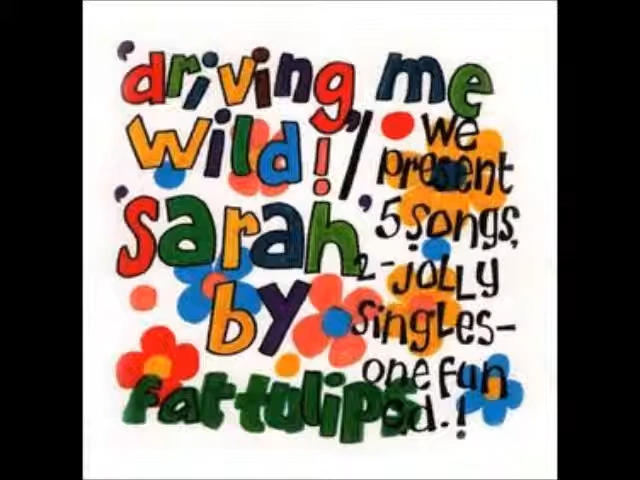 'driving me
wild!'/
'sarah'
by
fat tulips
we
present
5 songs,
2-jolly
singles-
one fun
ad.!